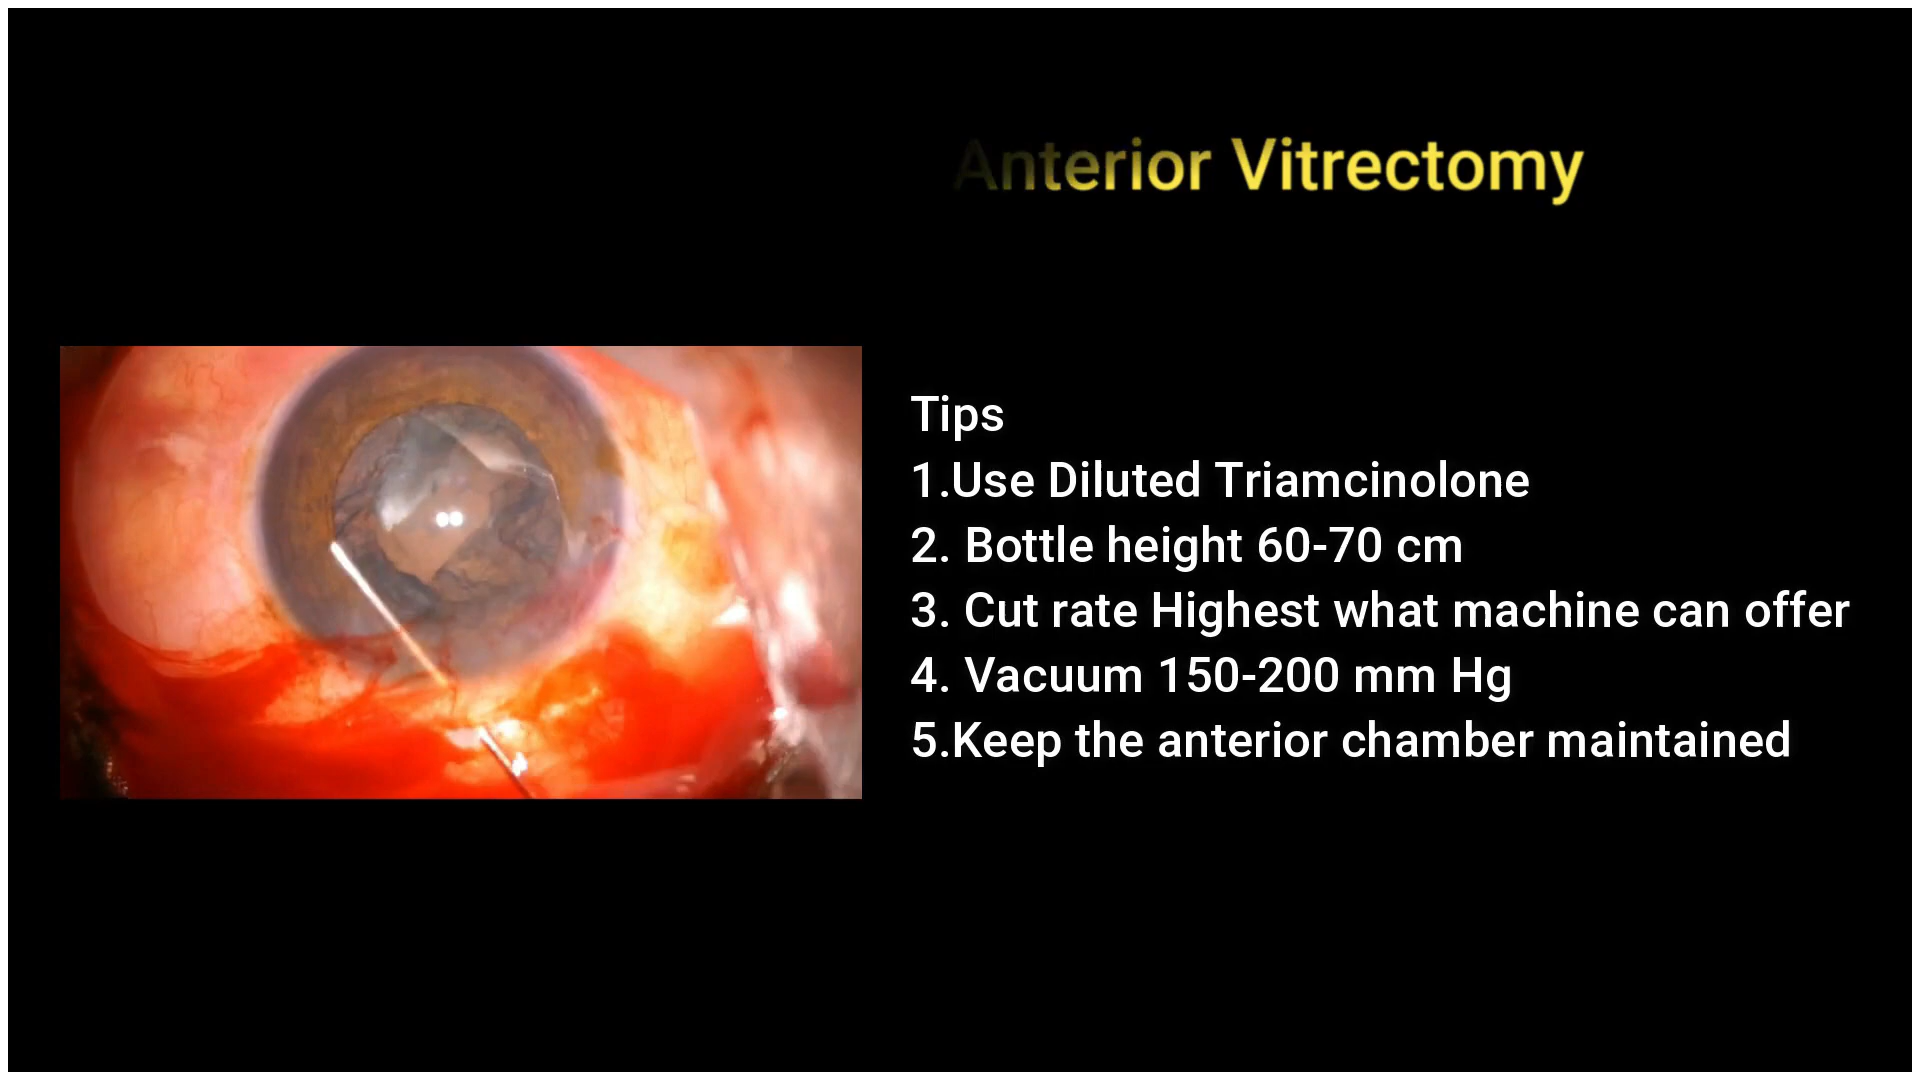 Anterior Vitrectomy
Tips
1.Use Diluted Triamcinolone
2. Bottle height 60-70 cm
3. Cut rate Highest what machine can offer
4. Vacuum 150-200 mm Hg
5.Keep the anterior chamber maintained